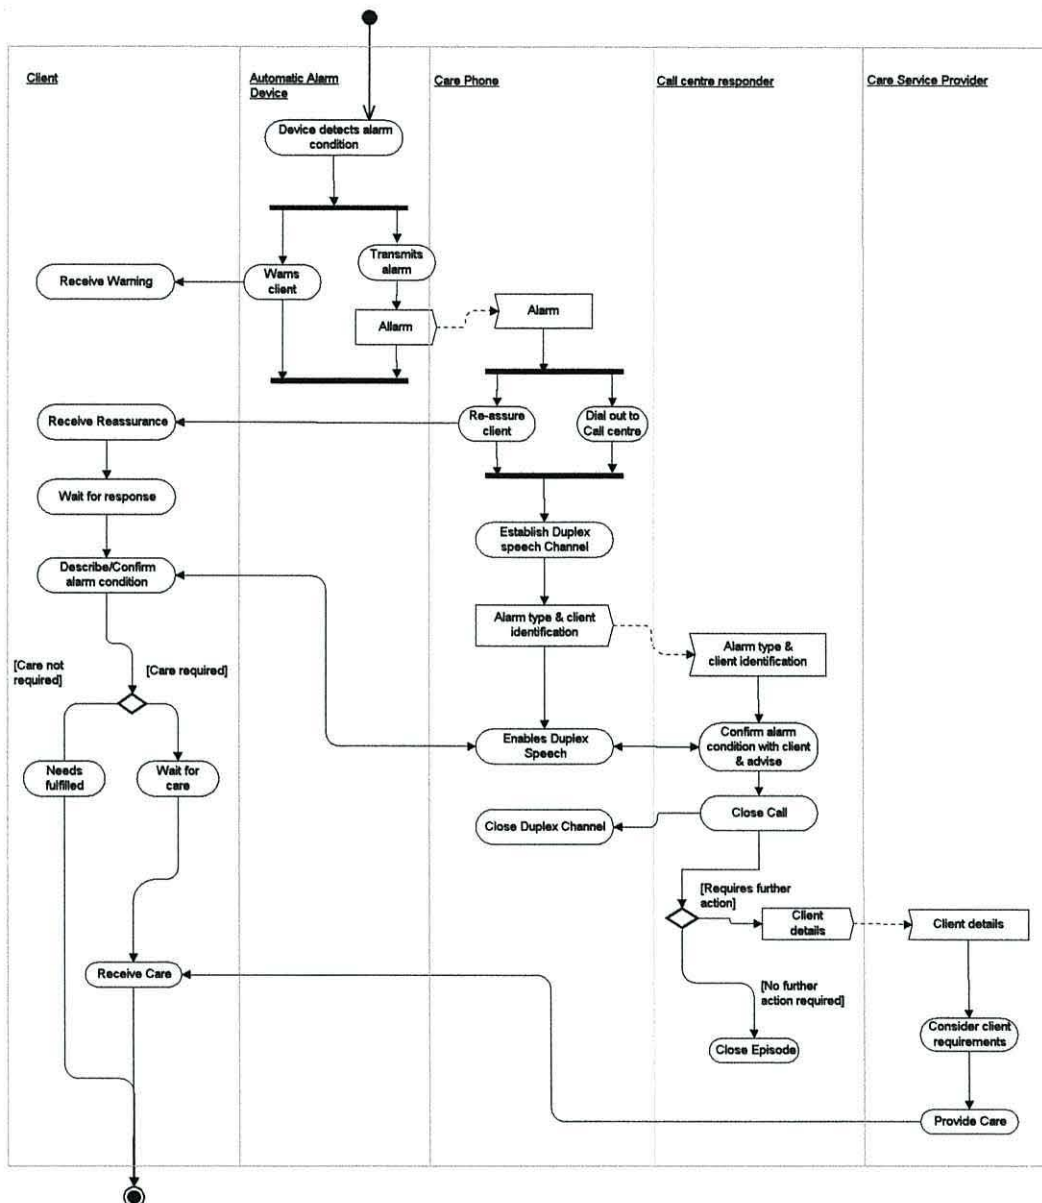 Client
Automatic Alarm
Device
Care Phone
Call centre responder
Care Service Provider
Device detects alarm
condition
Transmits
alarm
Warns
client
Receive Warning
Allarm
Alarm
Receive Reassurance
Re-assure
client
Dial out to
Call centre
Wait for response
Establish Duplex
speech Channel
Describe/Confirm
alarm condition
Alarm type & client
identification
Alarm type &
client identification
[Care not
required]
[Care required]
Enables Duplex
Speech
Confirm alarm
condition with client
& advise
Needs
fulfilled
Wait for
care
Close Duplex Channel
Close Call
[Requires further
action]
Client
details
Client details
Receive Care
[No further
action required]
Consider client
requirements
Close Episode
Provide Care